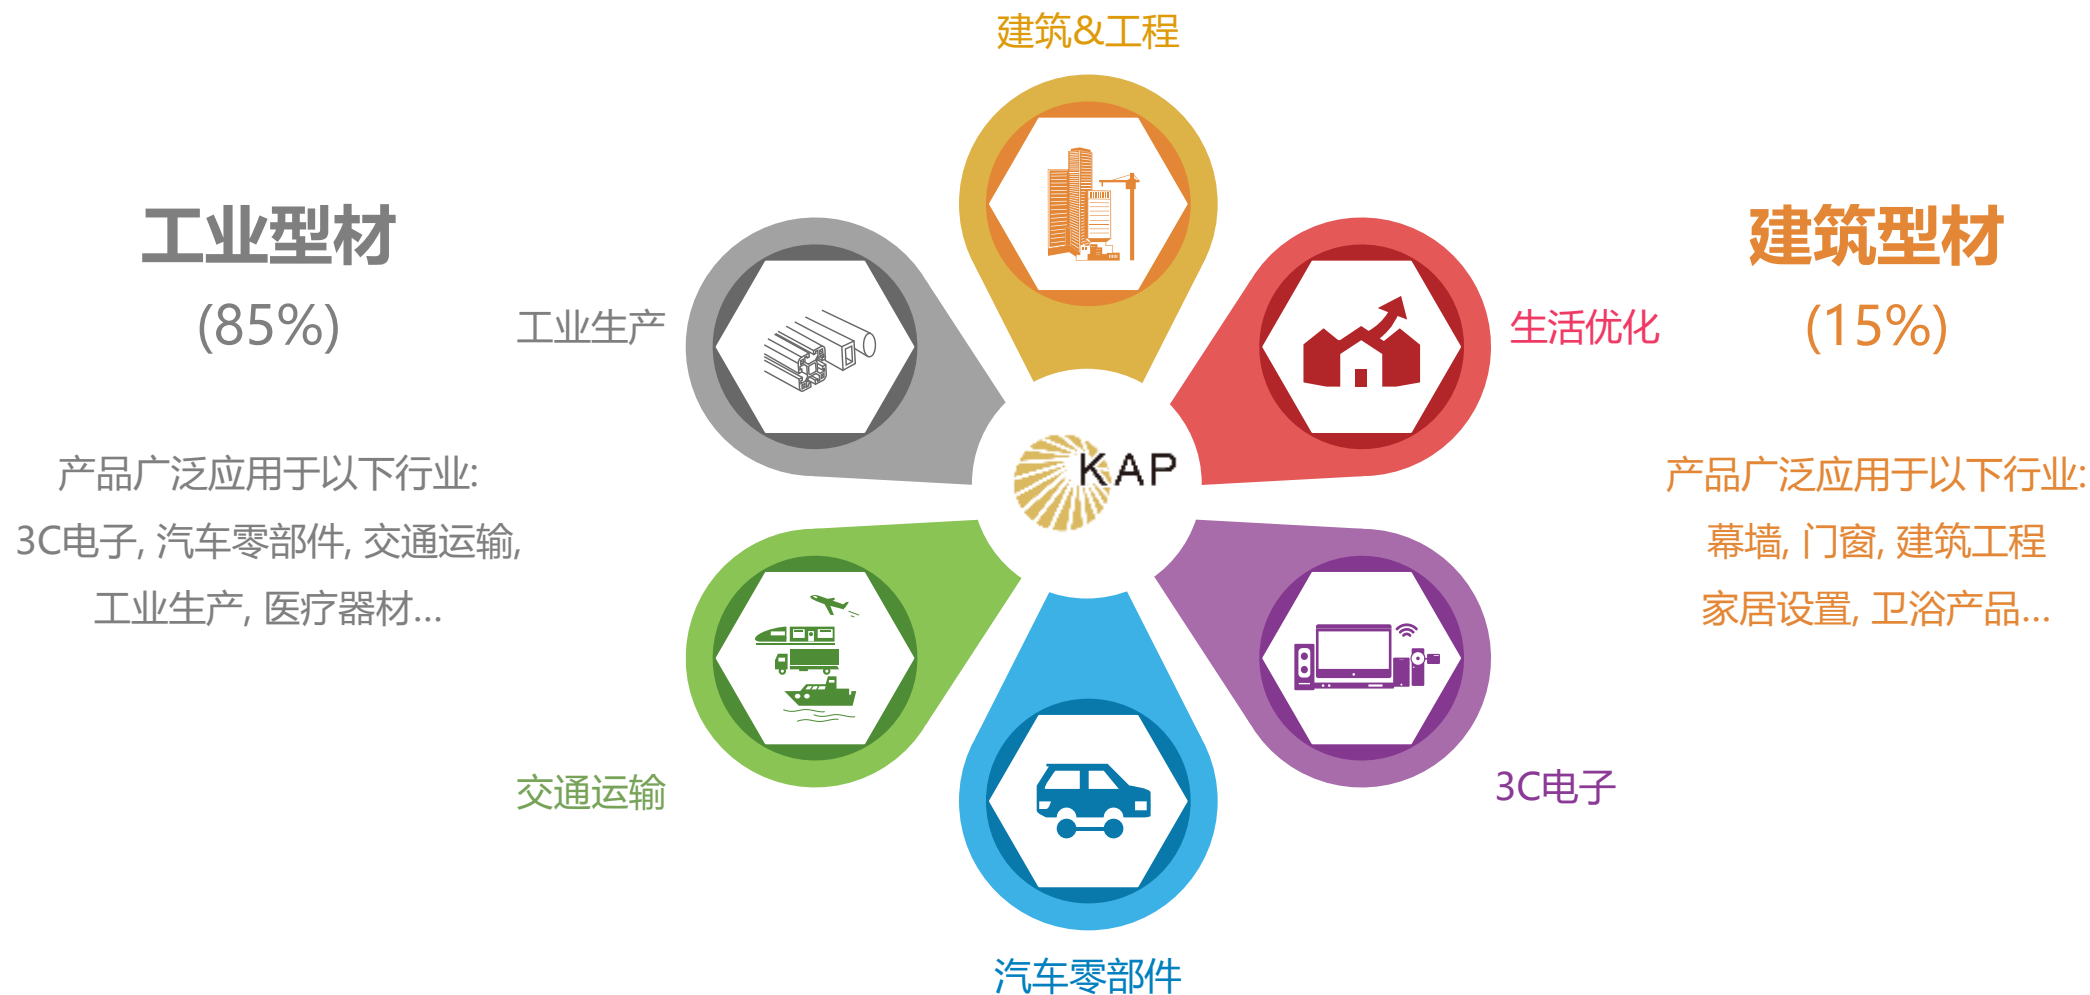 建筑&工程
工业型材
(85%)
产品广泛应用于以下行业:
3C电子, 汽车零部件, 交通运输,
工业生产, 医疗器材...
工业生产
生活优化
KAP
交通运输
3C电子
汽车零部件
建筑型材
(15%)
产品广泛应用于以下行业:
幕墙, 门窗, 建筑工程
家居设置, 卫浴产品...